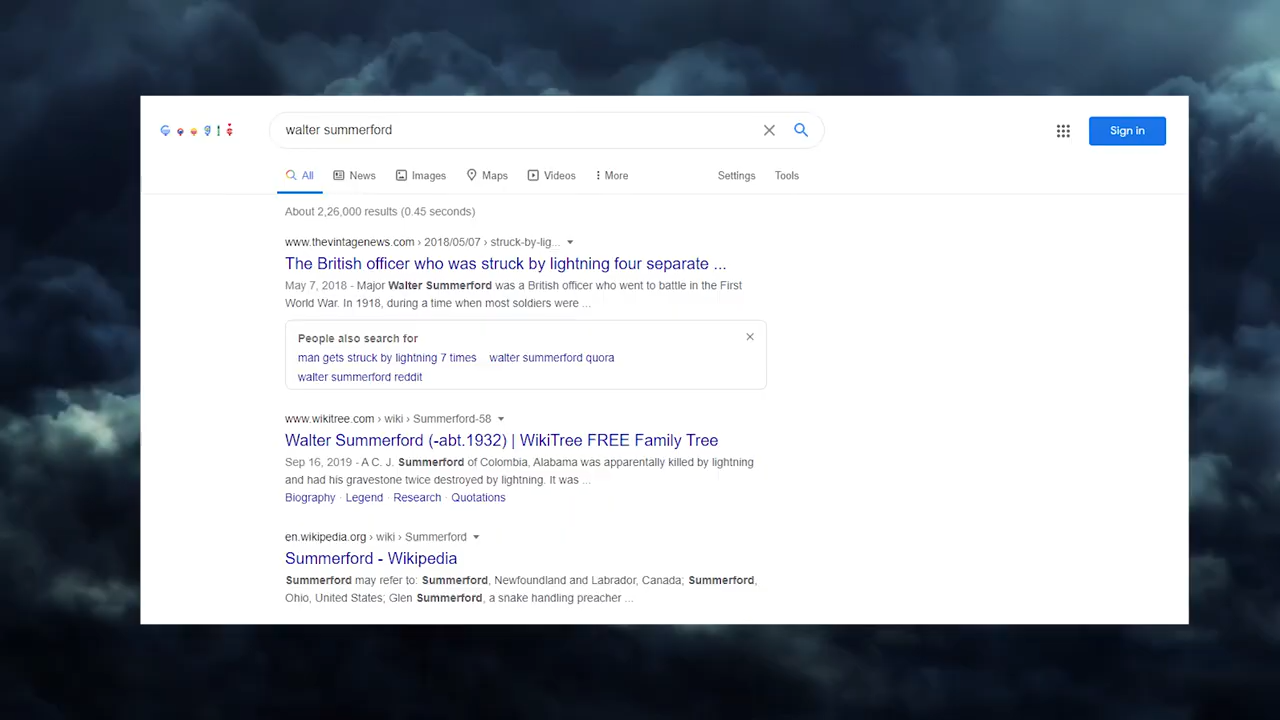 Google
walter summerford
Sign in
All News Images Maps Videos More Settings Tools
About 2,26,000 results (0.45 seconds)
www.thevintagenews.com › 2018/05/07 › struck-by-lig...
The British officer who was struck by lightning four separate ...
May 7, 2018 - Major Walter Summerford was a British officer who went to battle in the First
World War. In 1918, during a time when most soldiers were ...
People also search for
man gets struck by lightning 7 times walter summerford quora
walter summerford reddit
www.wikitree.com › wiki › Summerford-58
Walter Summerford (-abt.1932) | WikiTree FREE Family Tree
Sep 16, 2019 - A C. J. Summerford of Colombia, Alabama was apparentally killed by lightning
and had his gravestone twice destroyed by lightning. It was ...
Biography · Legend · Research · Quotations
en.wikipedia.org › wiki › Summerford
Summerford - Wikipedia
Summerford may refer to: Summerford, Newfoundland and Labrador, Canada; Summerford,
Ohio, United States; Glen Summerford, a snake handling preacher ...